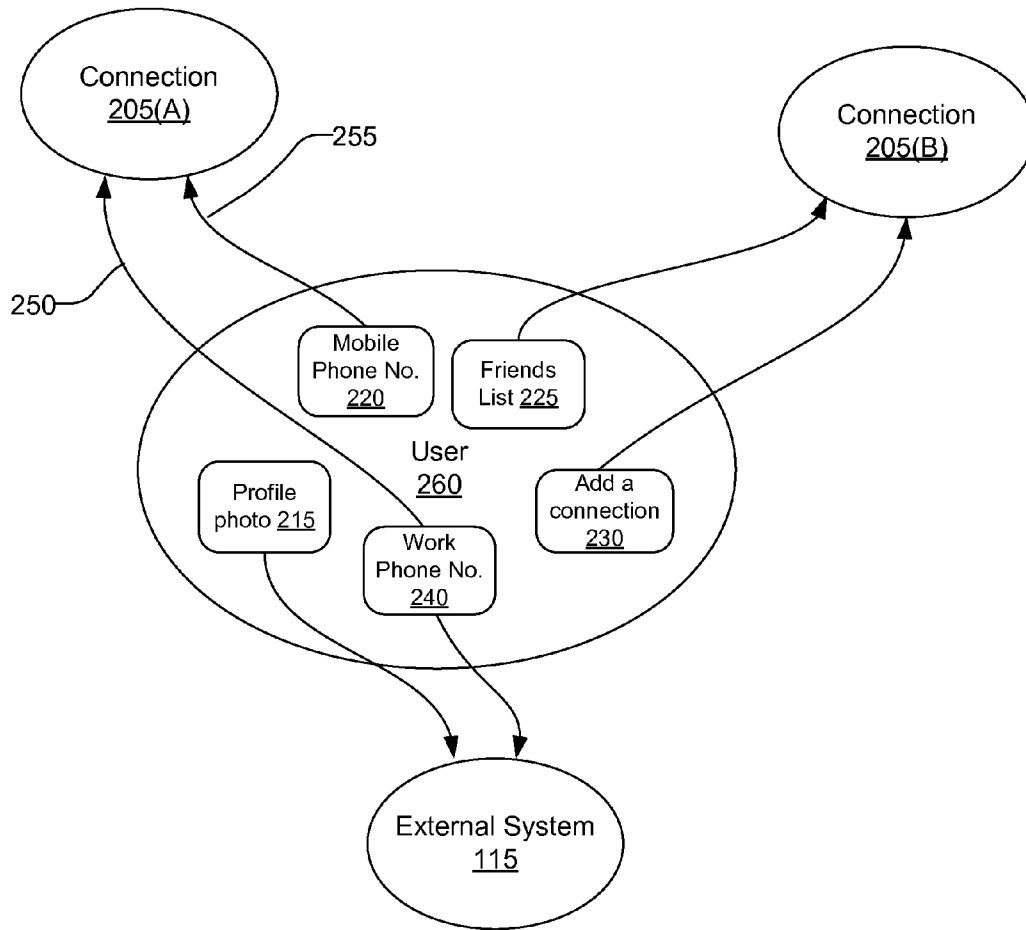 Connection
205(A)
Connection
205(B)
255
250
Mobile
Phone No.
220
Friends
List 225
User
260
Profile
photo 215
Add a
connection
230
Work
Phone No.
240
External System
115